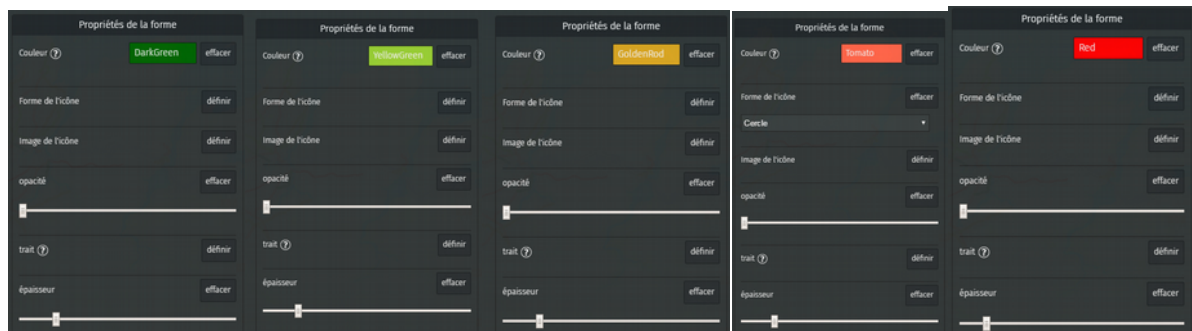 Propriétés de la forme
Couleur ?
DarkGreen
effacer
Forme de l'icône
définir
Image de l'icône
définir
opacité
effacer
trait ?
définir
épaisseur
effacer
Propriétés de la forme
Couleur ?
YellowGreen
effacer
Forme de l'icône
définir
Image de l'icône
définir
opacité
effacer
trait ?
définir
épaisseur
effacer
Propriétés de la forme
Couleur ?
GoldenRod
effacer
Forme de l'icône
définir
Image de l'icône
définir
opacité
effacer
trait ?
définir
épaisseur
effacer
Propriétés de la forme
Couleur ?
Tomato
effacer
Forme de l'icône
effacer
Cercle
Image de l'icône
définir
opacité
effacer
trait ?
définir
épaisseur
effacer
Propriétés de la forme
Couleur ?
Red
effacer
Forme de l'icône
définir
Image de l'icône
définir
opacité
effacer
trait ?
définir
épaisseur
effacer